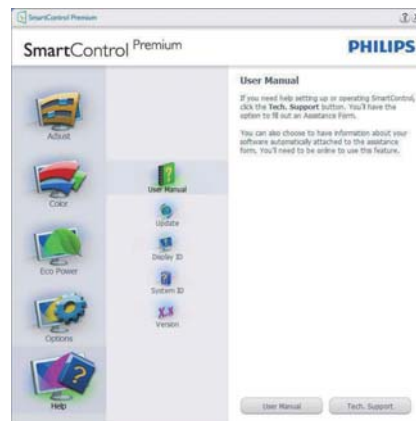 SmartControl Premium
SmartControl Premium
PHILIPS
Adjust
Color
Eco Power
Options
Help
User Manual
Update
Display ID
System ID
Version
User Manual
If you need help setting up or operating SmartControl,
click the Tech. Support button. You'll have the
option to fill out an Assistance Form.
You can also choose to have information about your
software automatically attached to the assistance
form. You'll need to be online to use this feature.
User Manual
Tech. Support